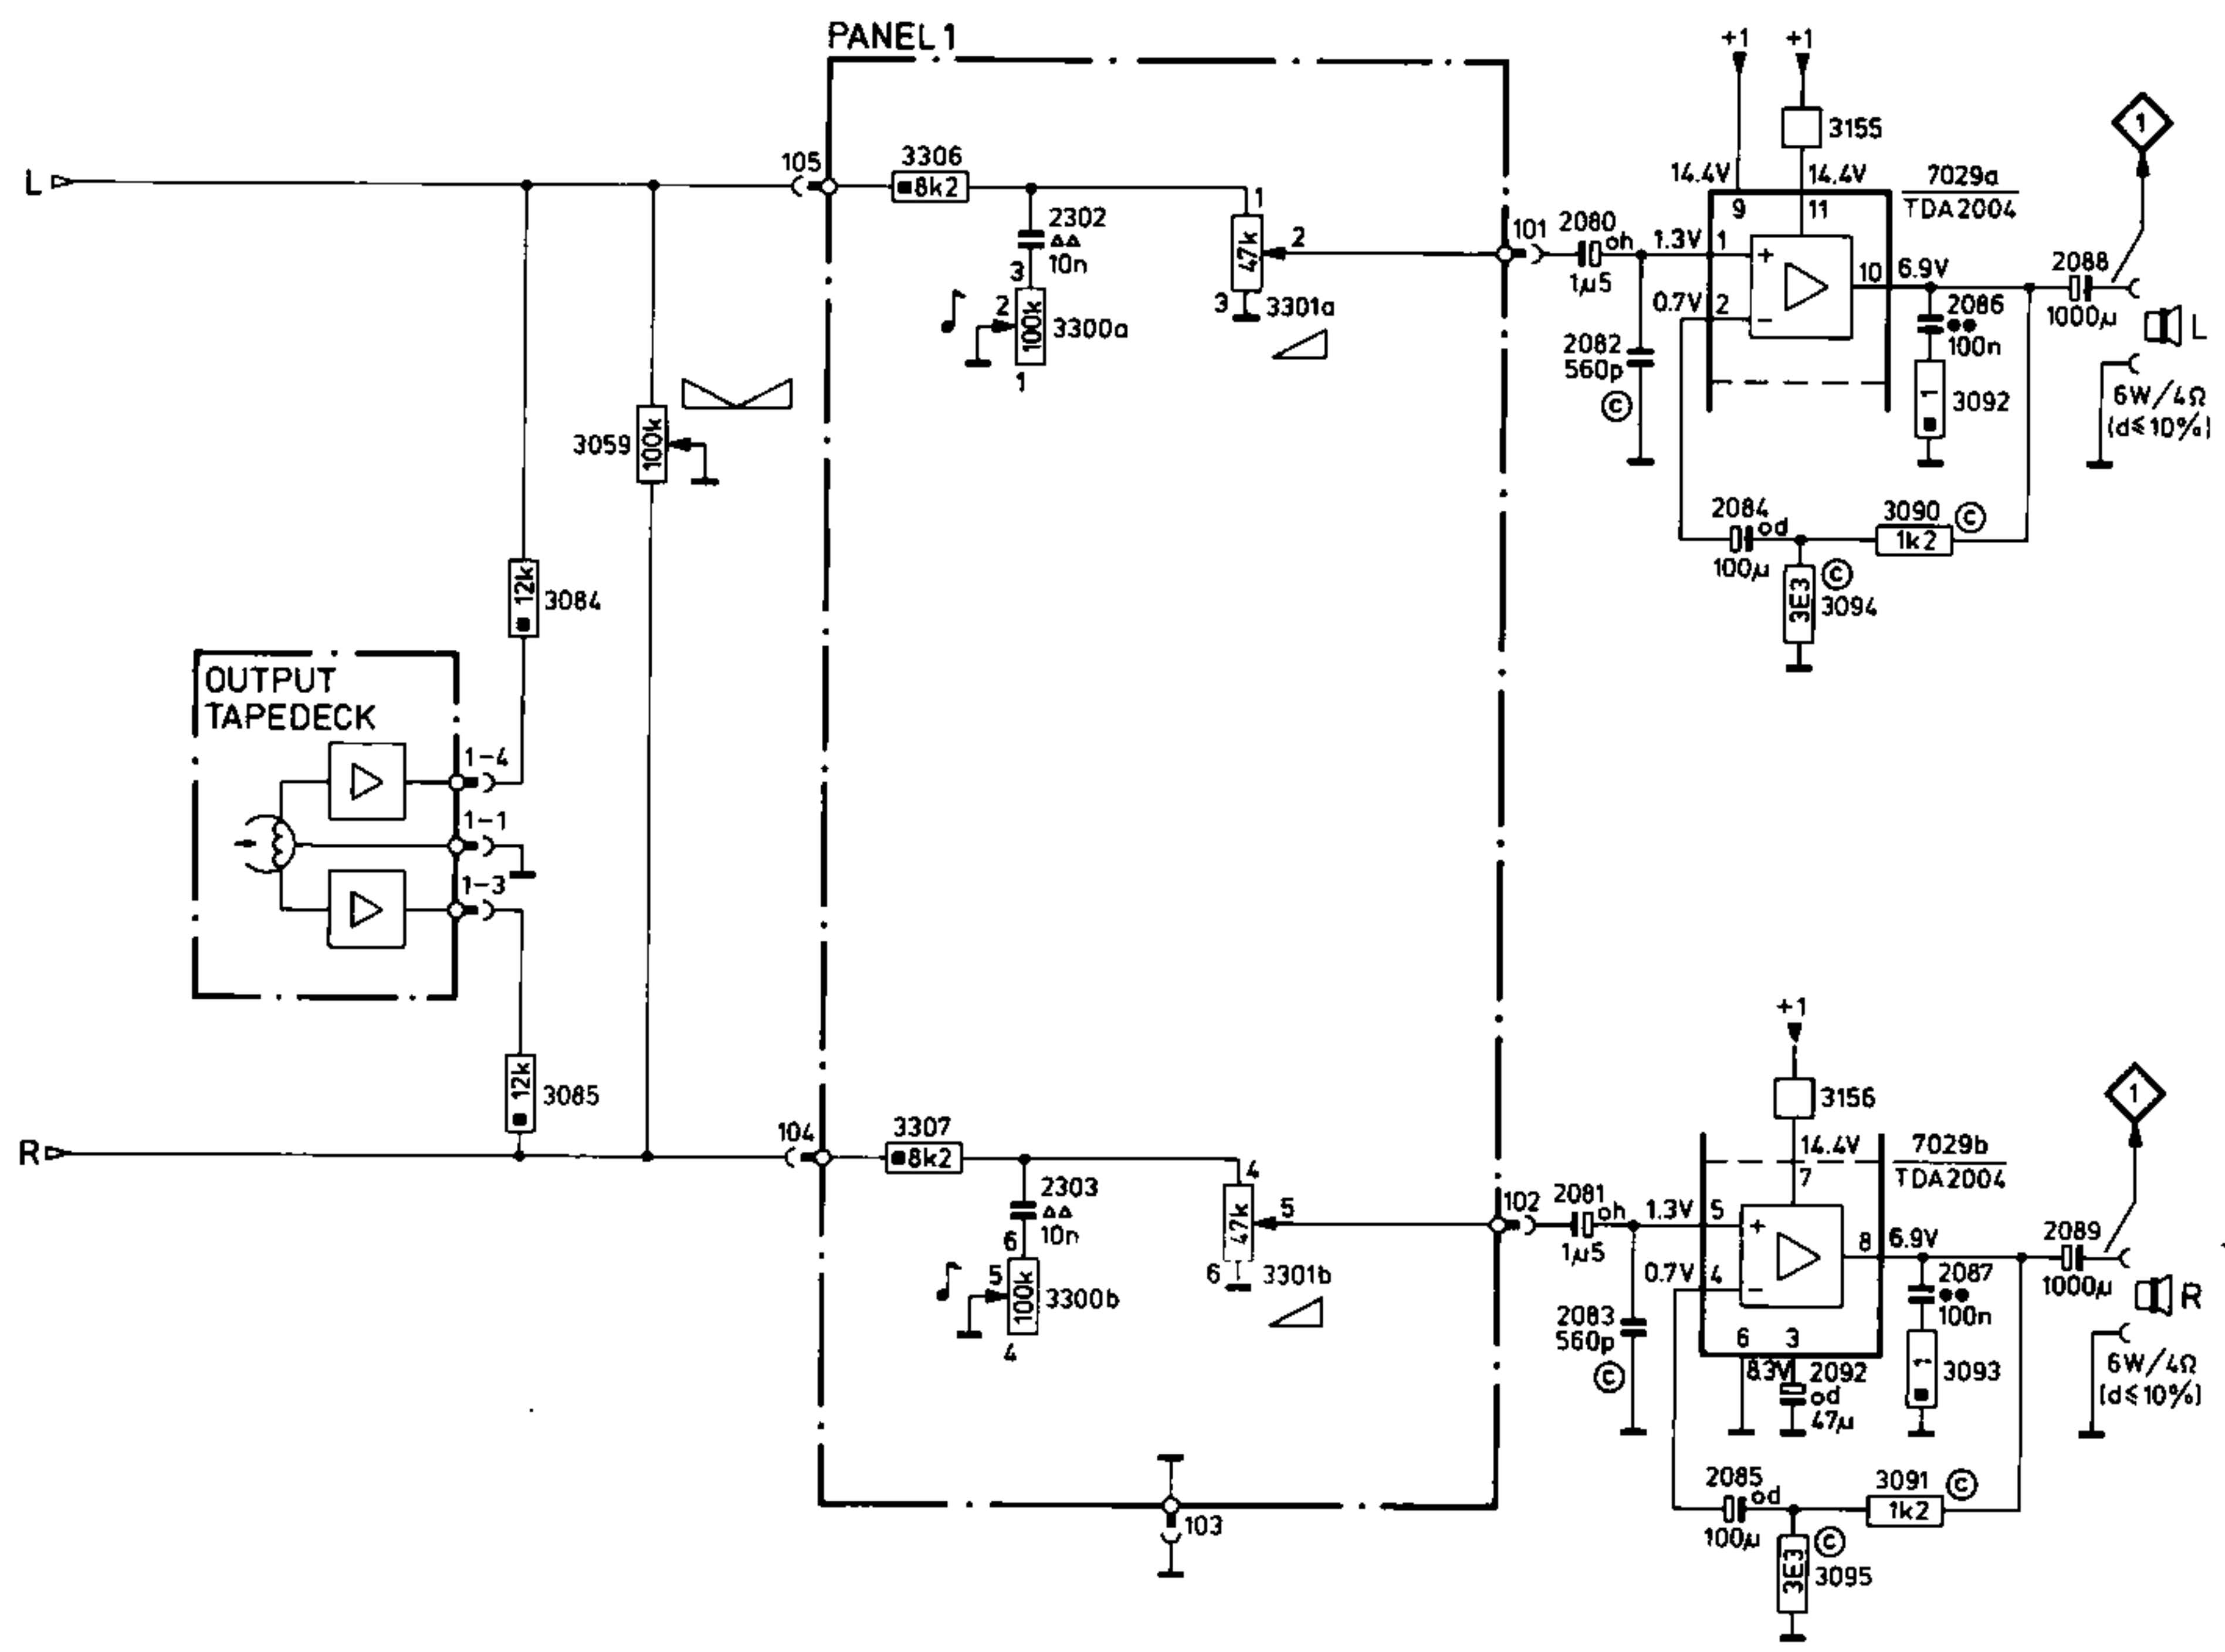 PANEL 1
+1
+1
3155
1
L
105
3306
8k2
2302
ΔΔ
10n
3
2
100k
3300a
1
1
47k
2
3
3301a
101
2080
oh
1µ5
1.3V
1
0.7V
2
2082
560p
c
14.4V
14.4V
9
11
7029a
TDA2004
+
−
10
6.9V
2086
100n
1
3092
2088
1000µ
L
6W/4Ω
(d≤10%)
3059
100k
2084
od
100µ
3090
c
1k2
3E3
c
3094
12k
3084
OUTPUT
TAPEDECK
1-4
1-1
1-3
12k
3085
R
104
3307
8k2
2303
ΔΔ
10n
6
5
100k
3300b
4
4
47k
5
6
3301b
102
2081
oh
1µ5
1.3V
5
0.7V
4
2083
560p
c
+1
3156
14.4V
7
7029b
TDA2004
+
−
8
6.9V
6
3
8.3V
2092
od
47µ
2087
100n
1
3093
1
2089
1000µ
R
6W/4Ω
(d≤10%)
2085
od
100µ
3091
c
1k2
3E3
c
3095
103